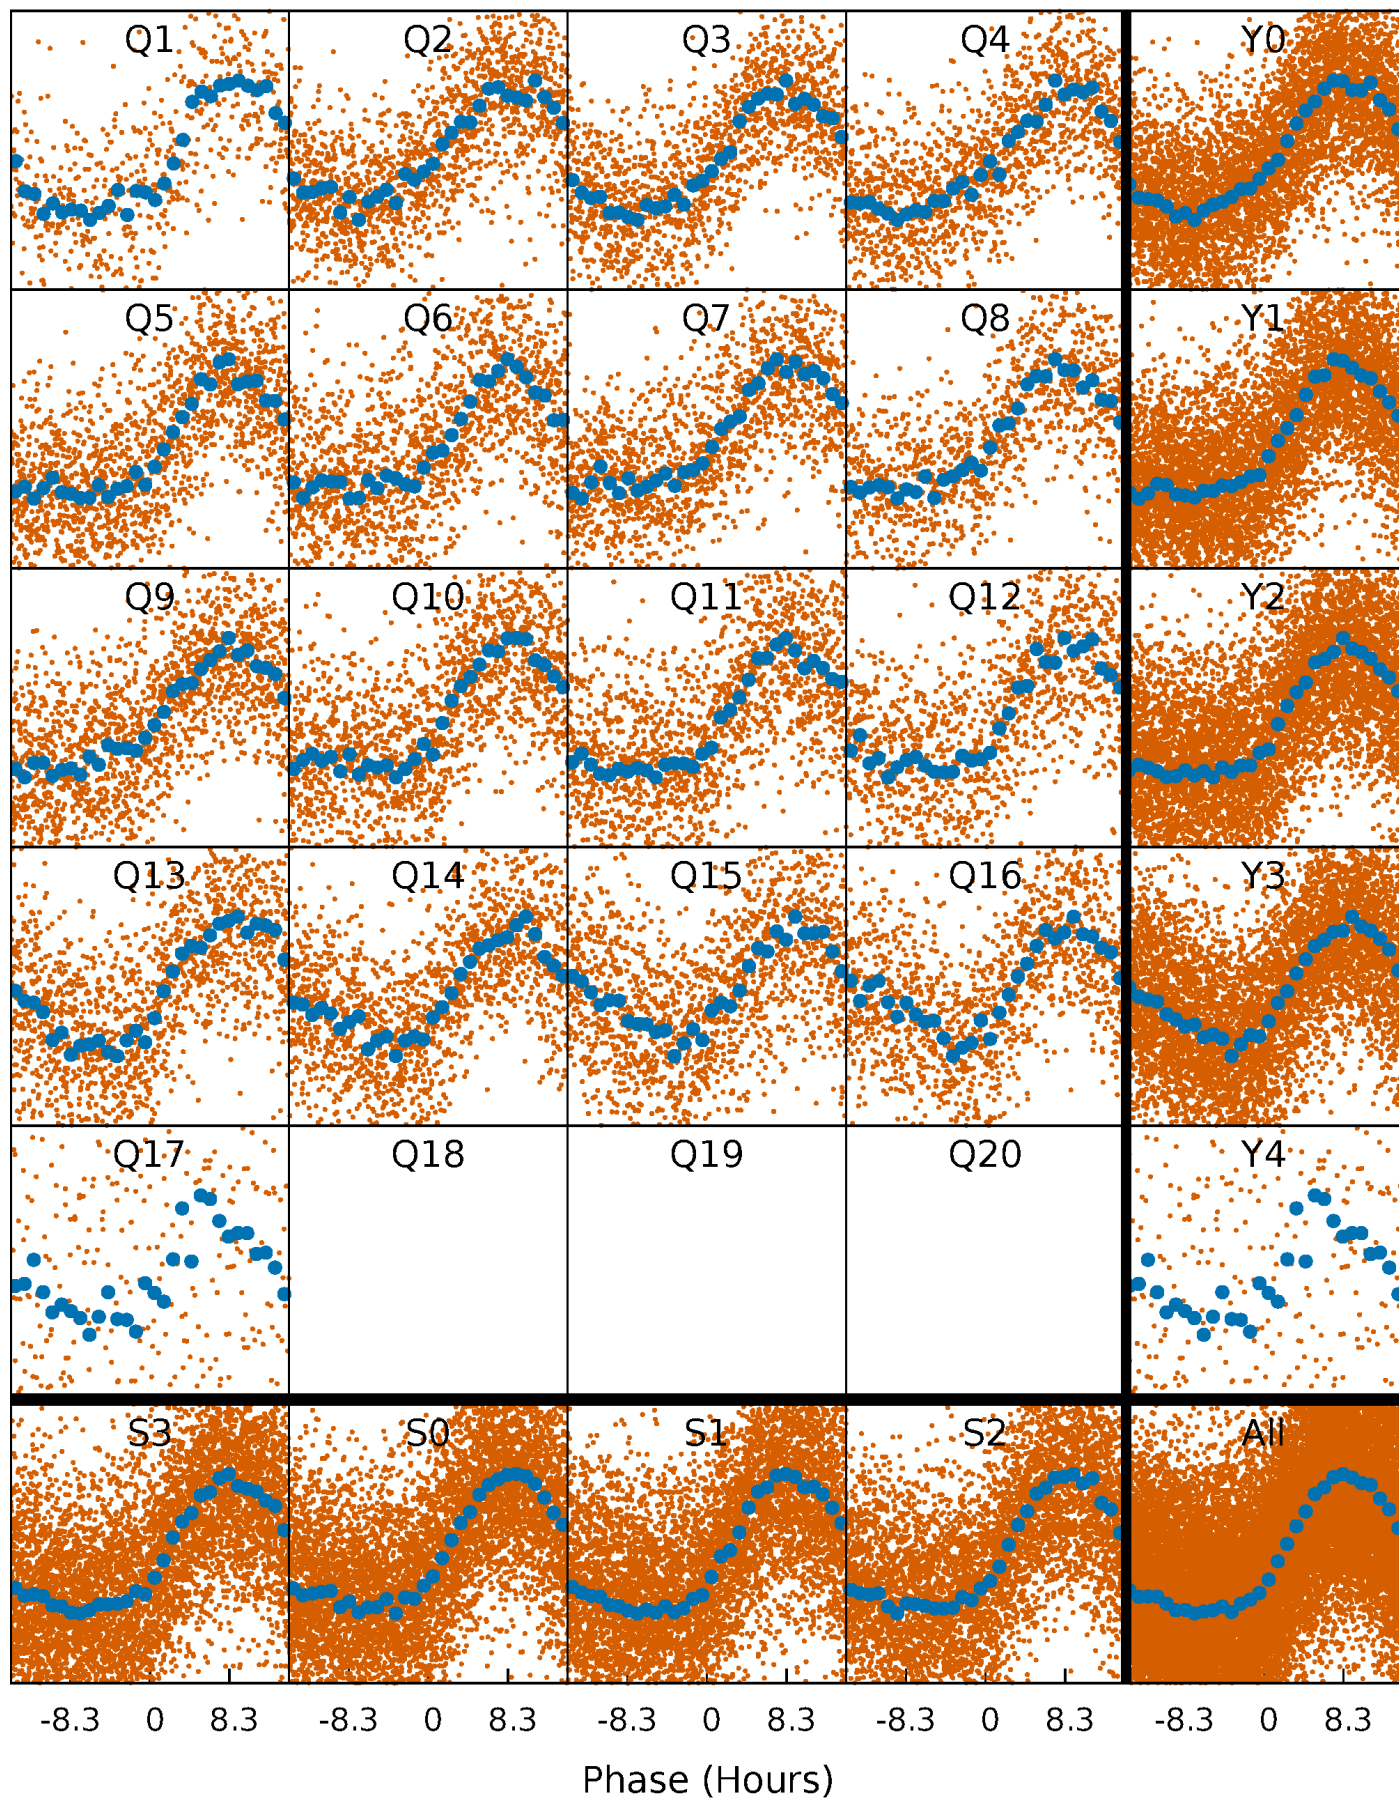 Q1 Q2 Q3 Q4 Y0
Q5 Q6 Q7 Q8 Y1
Q9 Q10 Q11 Q12 Y2
Q13 Q14 Q15 Q16 Y3
Q17 Q18 Q19 Q20 Y4
S3 S0 S1 S2 All
-8.3 0 8.3 -8.3 0 8.3 -8.3 0 8.3 -8.3 0 8.3 -8.3 0 8.3
Phase (Hours)